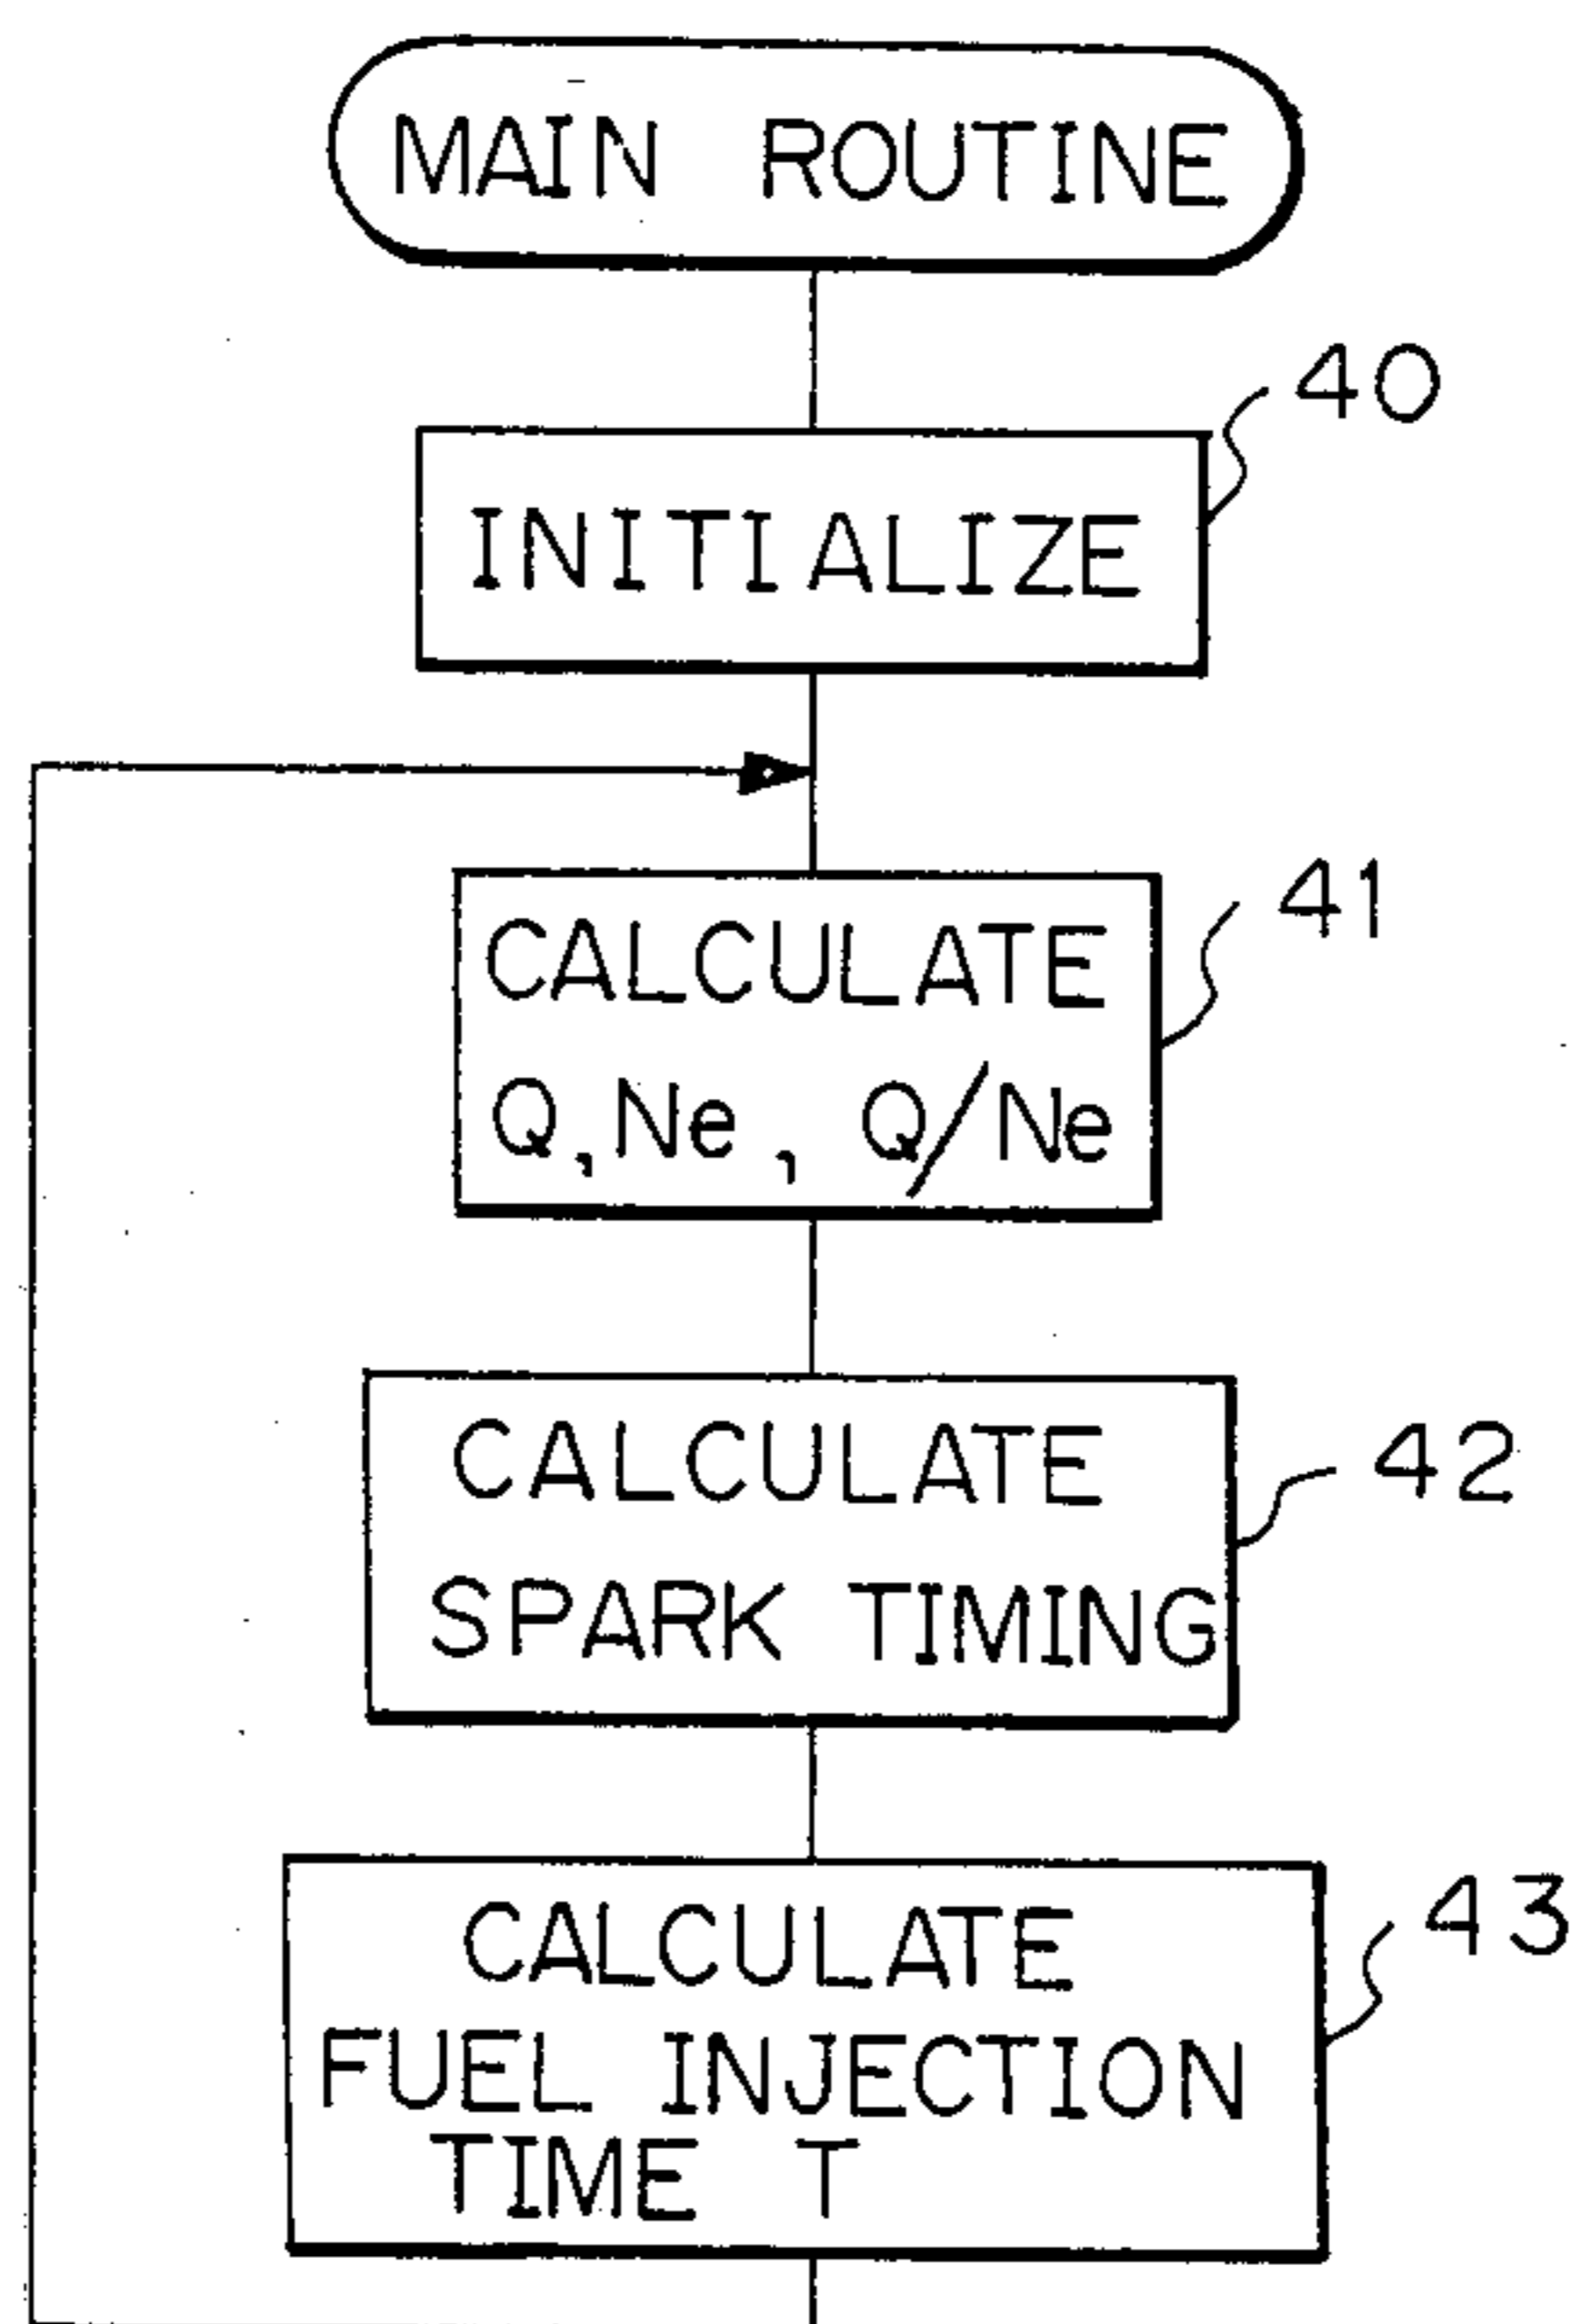 MAIN ROUTINE
40
INITIALIZE
41
CALCULATE
Q, Ne, Q/Ne
42
CALCULATE
SPARK TIMING
43
CALCULATE
FUEL INJECTION
TIME T